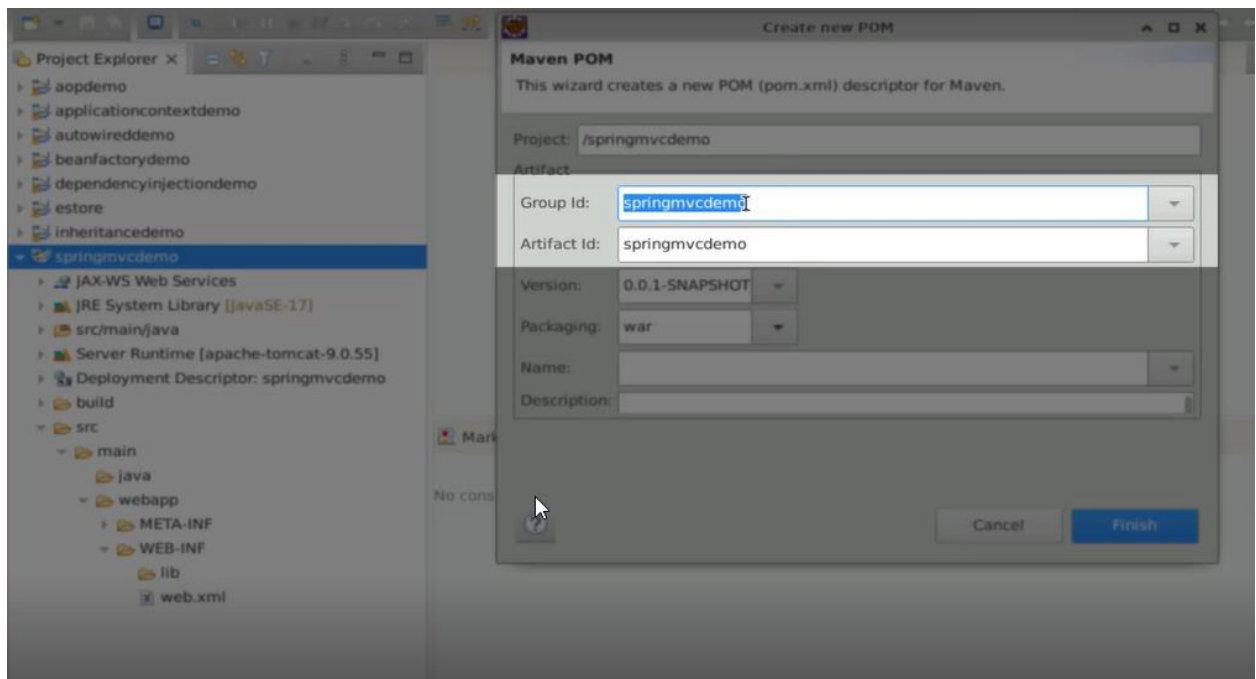 Create new POM
Project Explorer
Maven POM
This wizard creates a new POM (pom.xml) descriptor for Maven.
aopdemo
applicationcontextdemo
autowireddemo
beanfactorydemo
dependencyinjectiondemo
estore
inheritancedemo
springmvcdemo
JAX-WS Web Services
JRE System Library [JavaSE-17]
src/main/java
Server Runtime [apache-tomcat-9.0.55]
Deployment Descriptor: springmvcdemo
build
src
main
java
webapp
META-INF
WEB-INF
lib
web.xml
Project: /springmvcdemo
Artifact
Group Id: springmvcdemo
Artifact Id: springmvcdemo
Version: 0.0.1-SNAPSHOT
Packaging: war
Name:
Description:
Mark
No cons
Cancel Finish